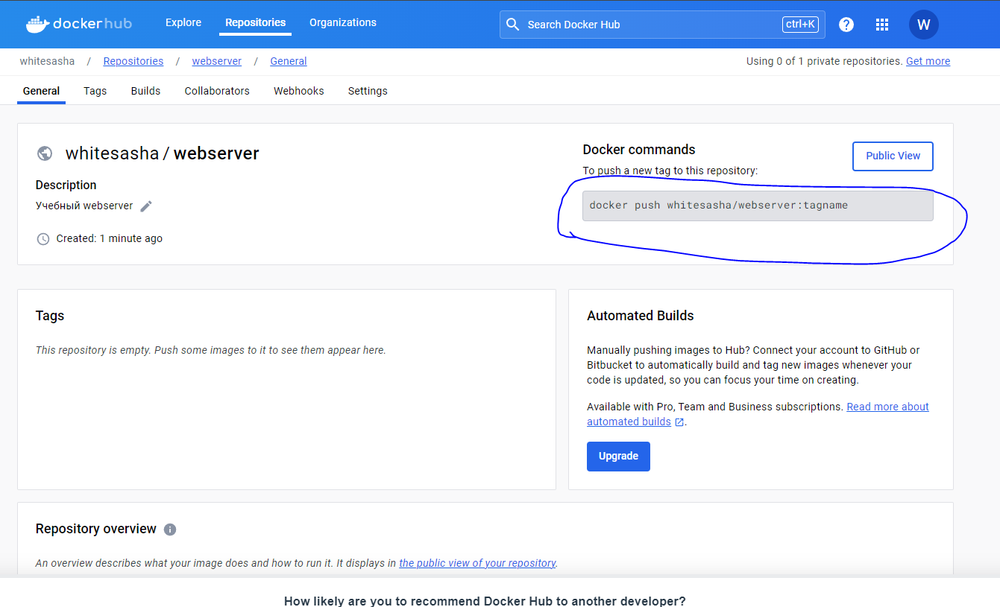 dockerhub Explore Repositories Organizations Search Docker Hub ctrl+K ? W
whitesasha / Repositories / webserver / General Using 0 of 1 private repositories. Get more
General Tags Builds Collaborators Webhooks Settings
whitesasha / webserver
Description
Учебный webserver
Created: 1 minute ago
Docker commands
Public View
To push a new tag to this repository:
docker push whitesasha/webserver:tagname
Tags
This repository is empty. Push some images to it to see them appear here.
Automated Builds
Manually pushing images to Hub? Connect your account to GitHub or
Bitbucket to automatically build and tag new images whenever your
code is updated, so you can focus your time on creating.
Available with Pro, Team and Business subscriptions. Read more about
automated builds .
Upgrade
Repository overview i
An overview describes what your image does and how to run it. It displays in the public view of your repository.
How likely are you to recommend Docker Hub to another developer?